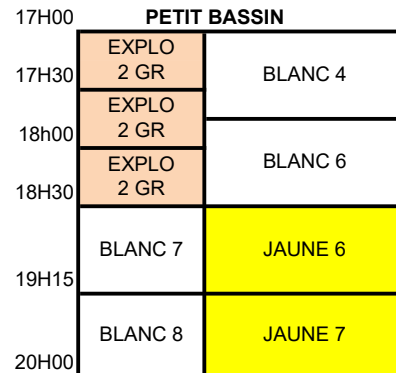 17H00 PETIT BASSIN
EXPLO
2 GR
17H30
BLANC 4
EXPLO
2 GR
18h00
EXPLO
2 GR
BLANC 6
18H30
BLANC 7
JAUNE 6
19H15
BLANC 8
JAUNE 7
20H00